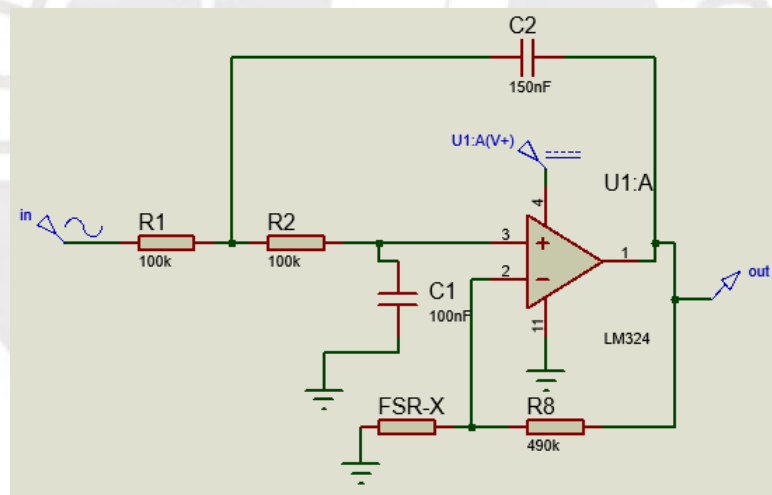 C2
150nF
U1:A(V+)
U1:A
4
in
R1
R2
100k
100k
3
2
1
C1
100nF
11
LM324
out
FSR-X
R8
490k